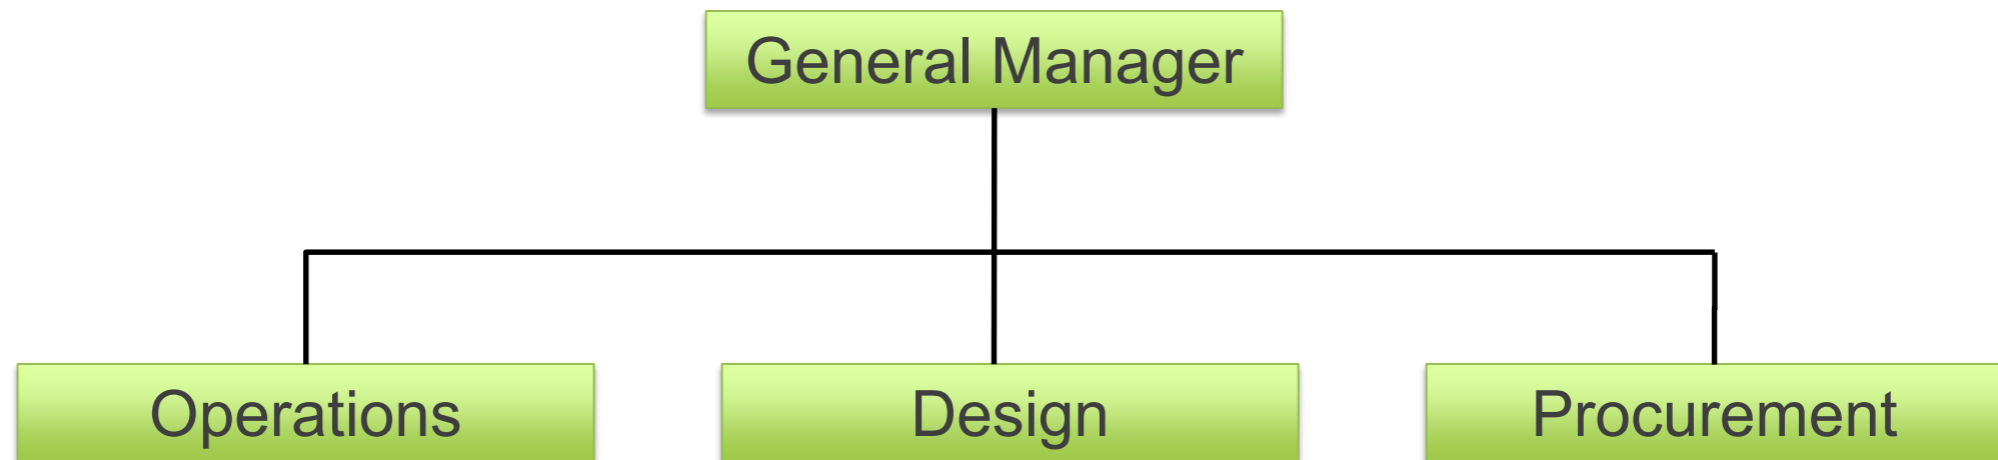 General Manager
Operations
Design
Procurement